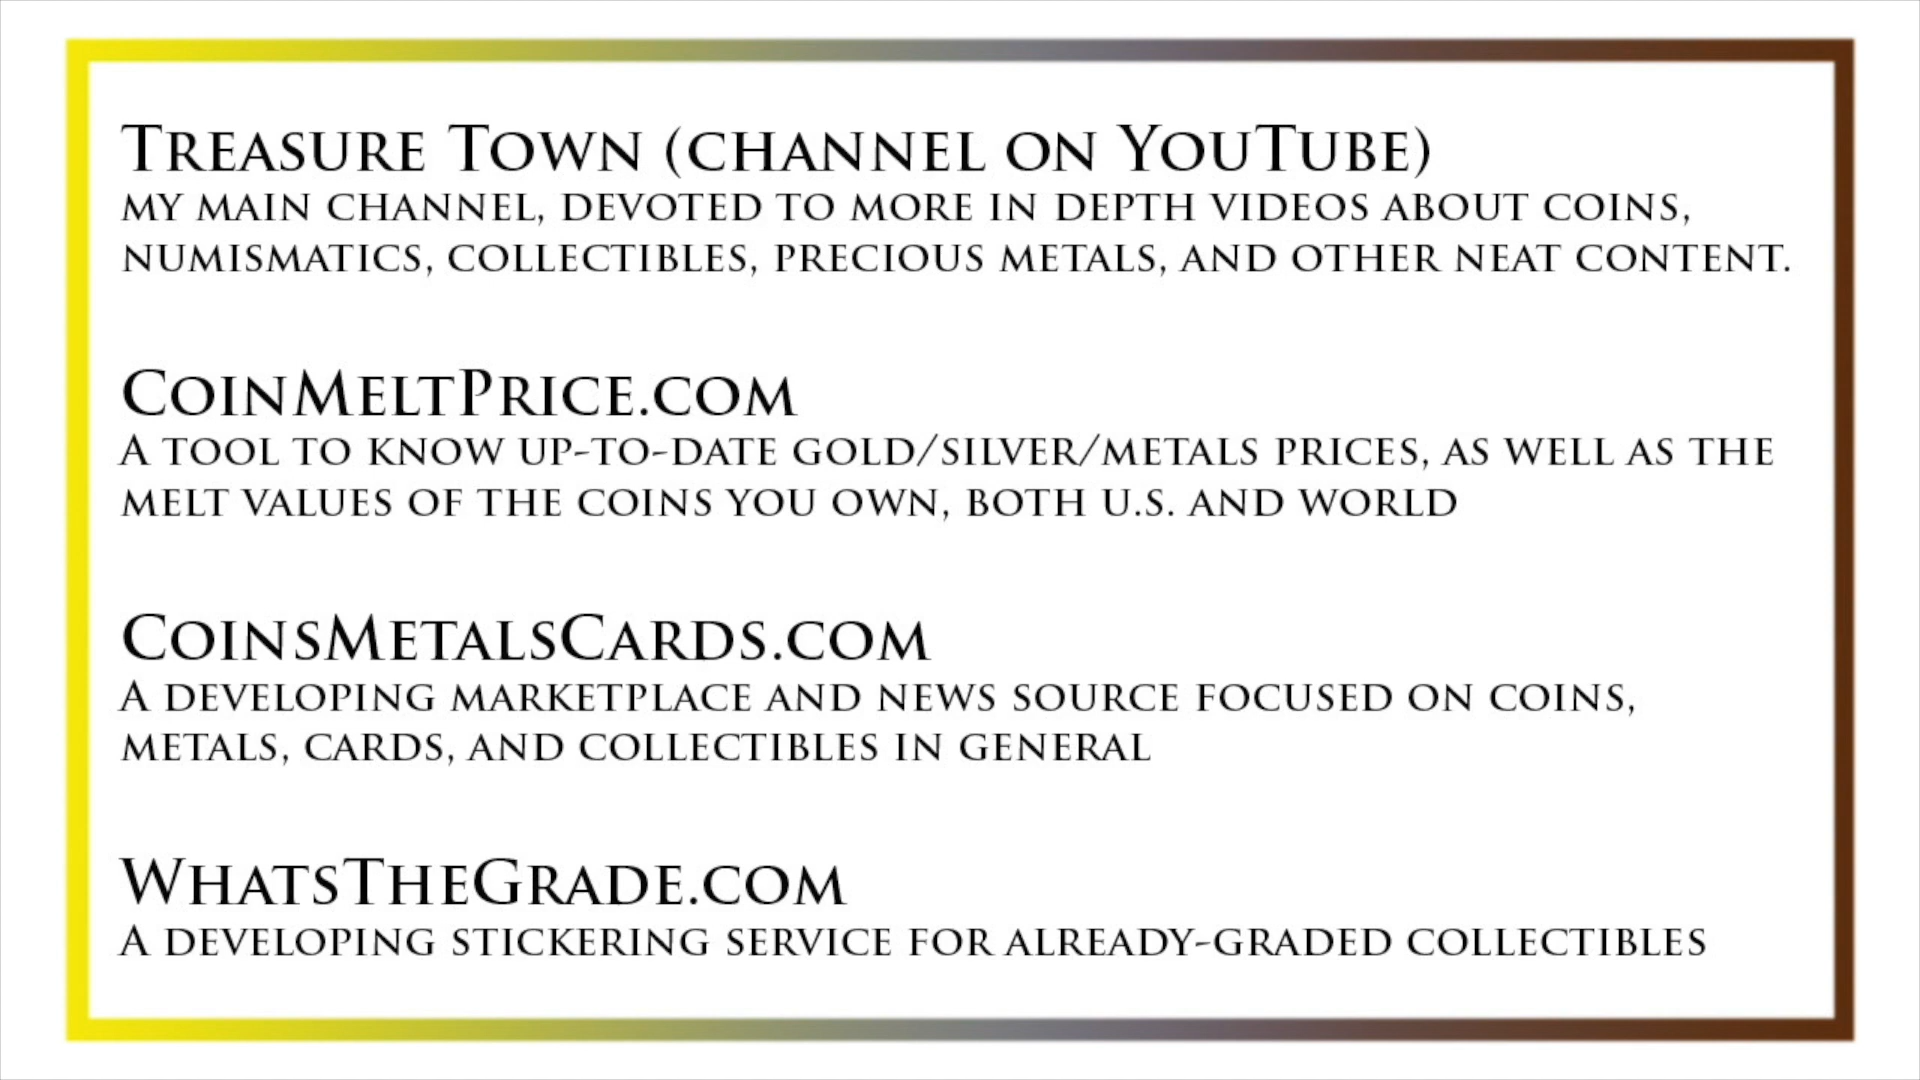 Treasure Town (channel on YouTube)
my main channel, devoted to more in depth videos about coins,
numismatics, collectibles, precious metals, and other neat content.
CoinMeltPrice.com
A tool to know up-to-date gold/silver/metals prices, as well as the
melt values of the coins you own, both U.S. and world
CoinsMetalsCards.com
A developing marketplace and news source focused on coins,
metals, cards, and collectibles in general
WhatsTheGrade.com
A developing stickering service for already-graded collectibles